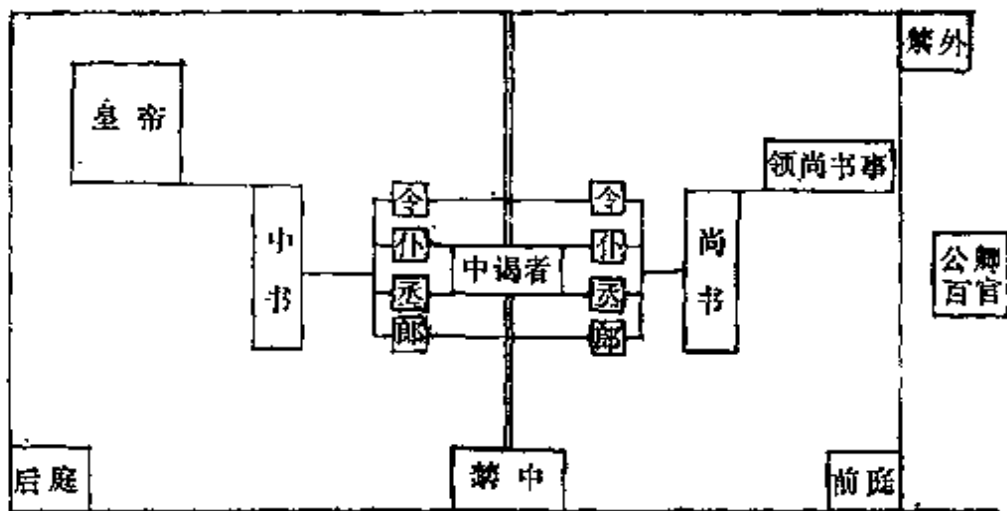 禁外
皇帝
领尚书事
中书
令
仆
丞
郎
中谒者
令
仆
丞
郎
尚书
公卿
百官
后庭
禁中
前庭